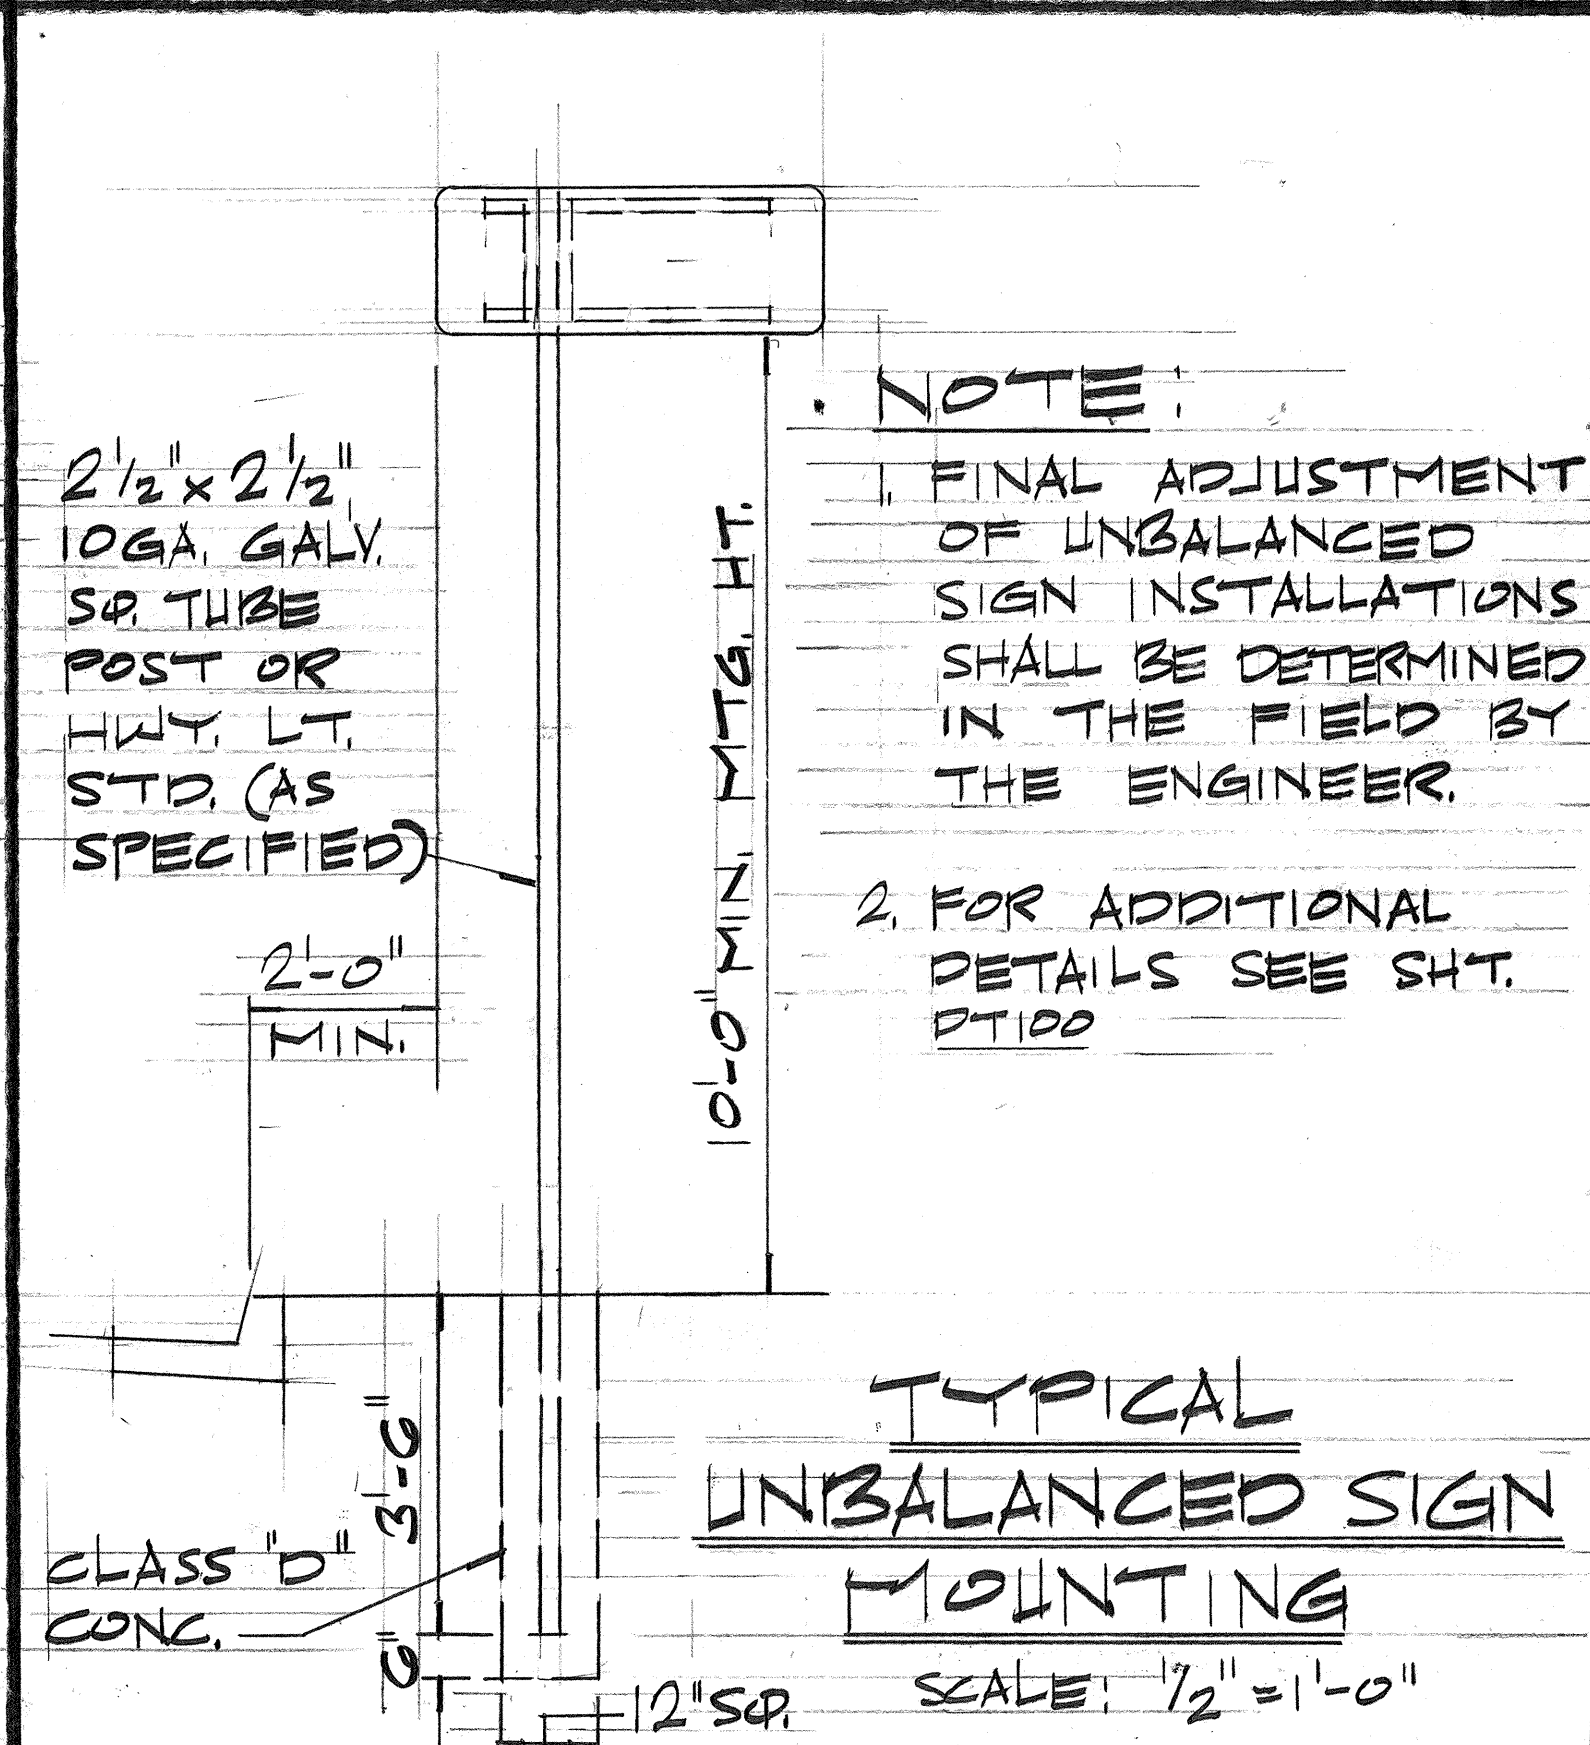 NOTE:
1. FINAL ADJUSTMENT
OF UNBALANCED
SIGN INSTALLATIONS
SHALL BE DETERMINED
IN THE FIELD BY
THE ENGINEER.
2. FOR ADDITIONAL
DETAILS SEE SHT.
DT100
2 1/2" x 2 1/2"
10GA. GALV.
SQ. TUBE
POST OR
HWY. LT.
STD. (AS
SPECIFIED)
10'-0" MIN. MTG. HT.
2'-0"
MIN.
3'-6"
CLASS "D"
CONC.
6"
12" SQ.
TYPICAL
UNBALANCED SIGN
MOUNTING
SCALE: 1/2" = 1'-0"